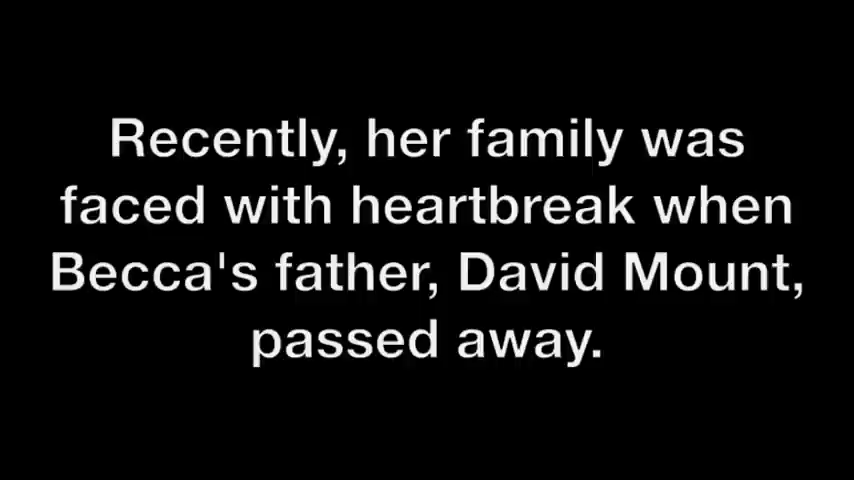 Recently, her family was
faced with heartbreak when
Becca's father, David Mount,
passed away.